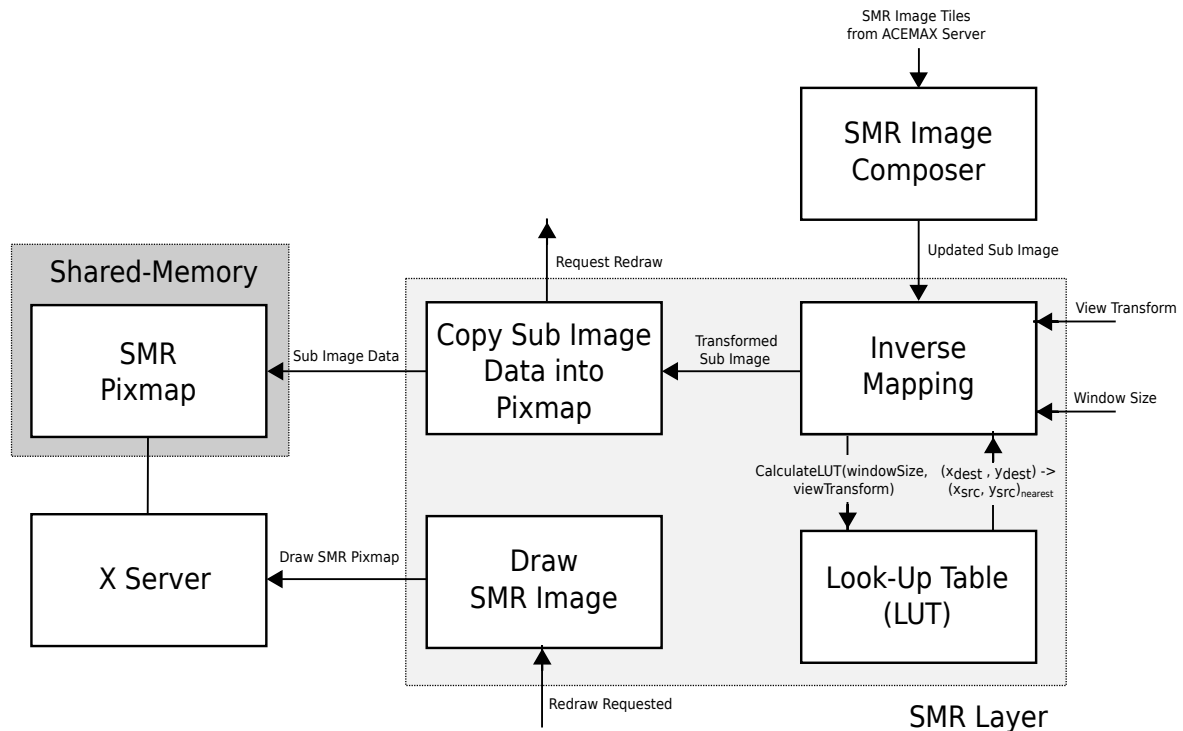 SMR Image Tiles
from ACEMAX Server
SMR Image
Composer
Updated Sub Image
Request Redraw
Shared-Memory
SMR
Pixmap
Sub Image Data
Copy Sub Image
Data into
Pixmap
Transformed
Sub Image
Inverse
Mapping
View Transform
Window Size
CalculateLUT(windowSize,
viewTransform)
(xdest , ydest) ->
(xsrc, ysrc)nearest
X Server
Draw SMR Pixmap
Draw
SMR Image
Look-Up Table
(LUT)
Redraw Requested
SMR Layer